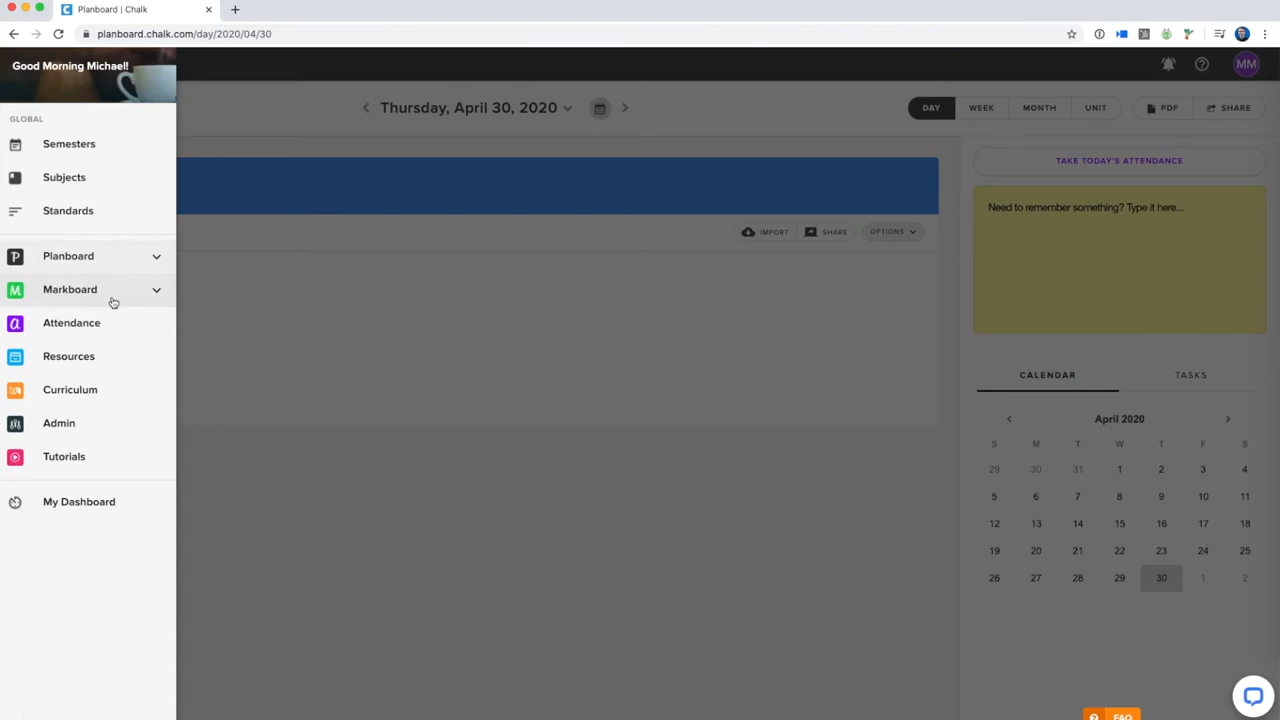 Planboard | Chalk
planboard.chalk.com/day/2020/04/30
Good Morning Michael!
MM
GLOBAL
Semesters
Subjects
Standards
Planboard
Markboard
Attendance
Resources
Curriculum
Admin
Tutorials
My Dashboard
Thursday, April 30, 2020
DAY WEEK MONTH UNIT PDF SHARE
IMPORT SHARE OPTIONS
TAKE TODAY'S ATTENDANCE
Need to remember something? Type it here...
CALENDAR TASKS
April 2020
S M T W T F S
29 30 31 1 2 3 4
5 6 7 8 9 10 11
12 13 14 15 16 17 18
19 20 21 22 23 24 25
26 27 28 29 30 1 2
? FAQ